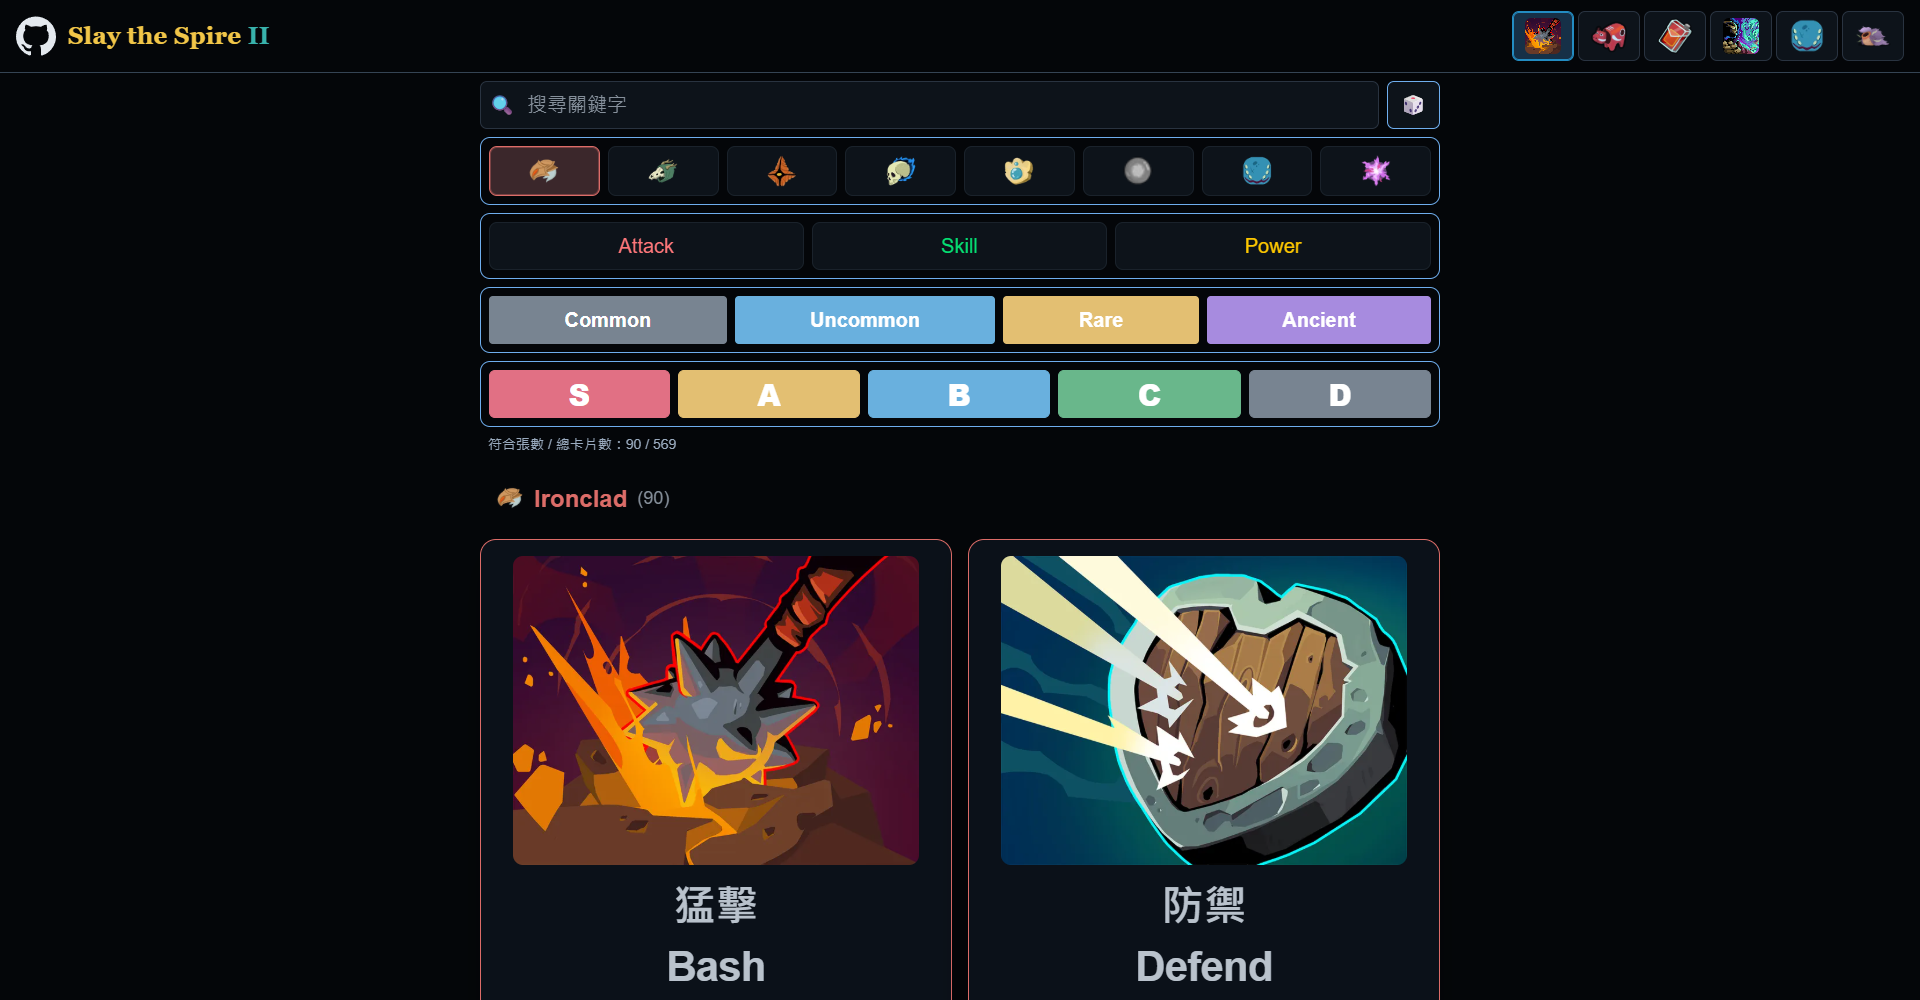 Slay the Spire II
搜尋關鍵字
Attack Skill Power
Common Uncommon Rare Ancient
S A B C D
符合張數 / 總卡片數：90 / 569
Ironclad (90)
猛擊 防禦
Bash Defend